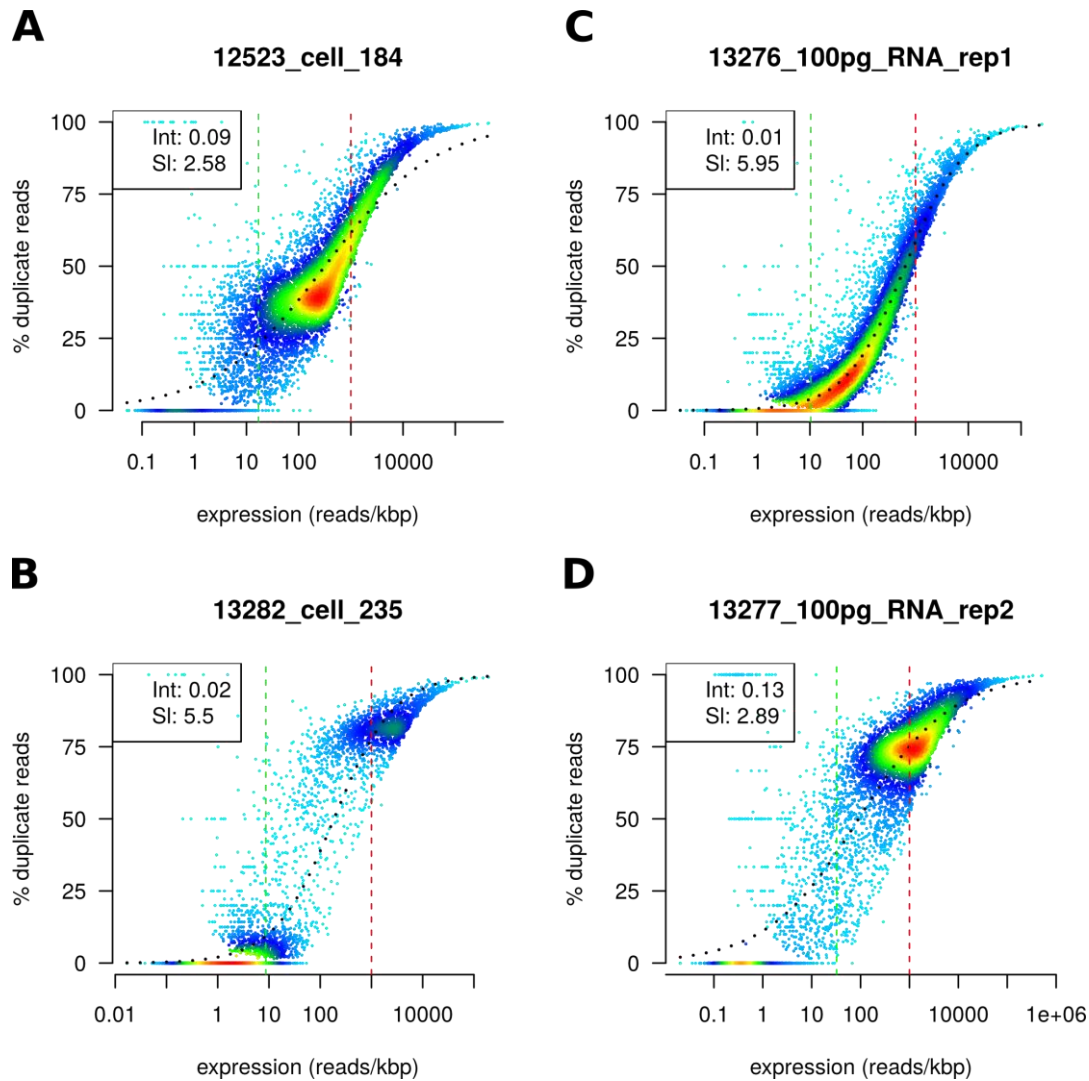 A
12523_cell_184
Int: 0.09
Sl: 2.58
100
75
50
25
0
% duplicate reads
0.1 1 10 100 10000
expression (reads/kbp)
C
13276_100pg_RNA_rep1
Int: 0.01
Sl: 5.95
100
75
50
25
0
% duplicate reads
0.1 1 10 100 10000
expression (reads/kbp)
B
13282_cell_235
Int: 0.02
Sl: 5.5
100
75
50
25
0
% duplicate reads
0.01 1 10 100 10000
expression (reads/kbp)
D
13277_100pg_RNA_rep2
Int: 0.13
Sl: 2.89
100
75
50
25
0
% duplicate reads
0.1 1 10 100 10000 1e+06
expression (reads/kbp)